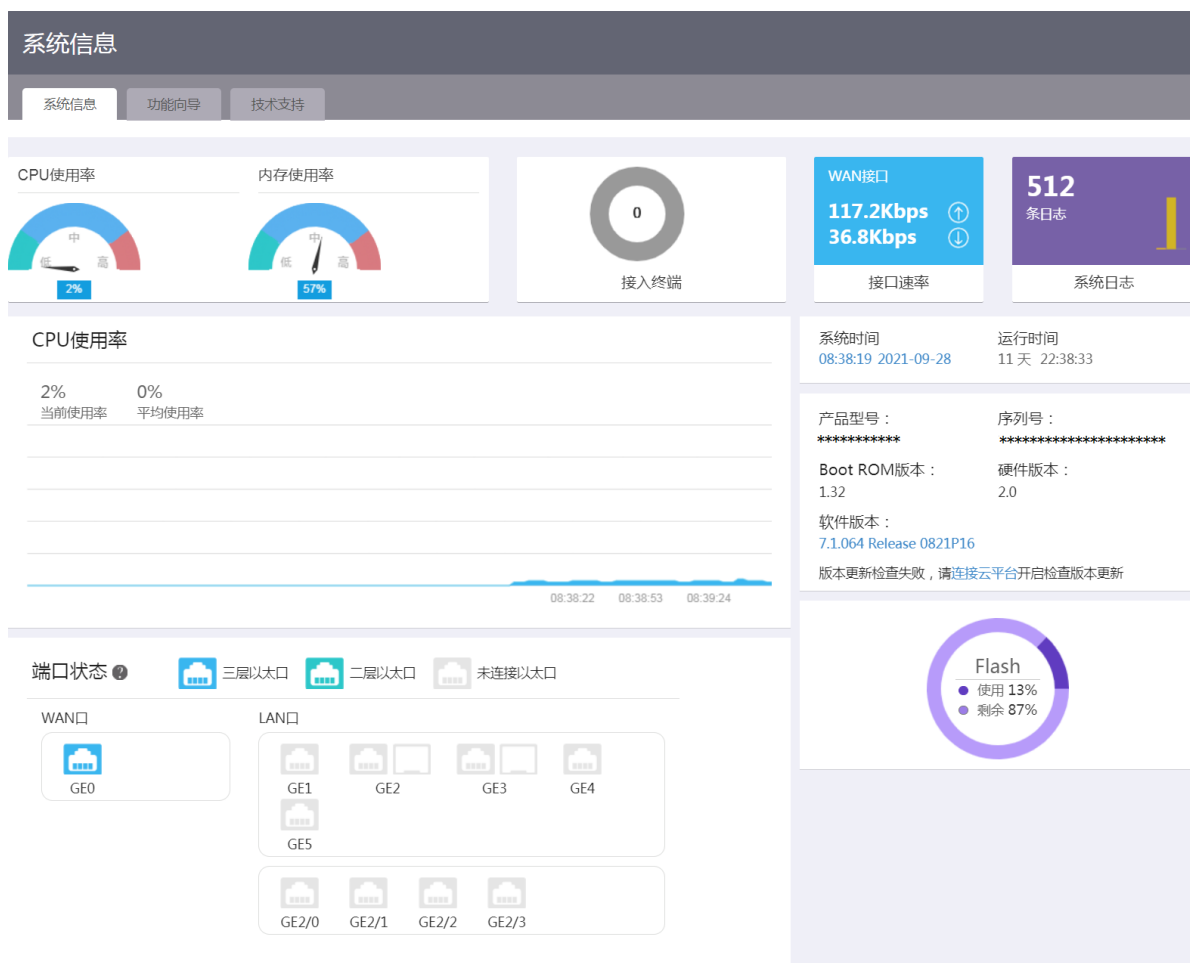 系统信息
系统信息 功能向导 技术支持
CPU使用率
中
低 高
2%
内存使用率
中
低 高
57%
0
接入终端
WAN接口
117.2Kbps
36.8Kbps
接口速率
512
条日志
系统日志
CPU使用率
2% 0%
当前使用率 平均使用率
08:38:22 08:38:53 08:39:24
系统时间 运行时间
08:38:19 2021-09-28 11 天 22:38:33
产品型号： 序列号：
*********** **********************
Boot ROM版本： 硬件版本：
1.32 2.0
软件版本：
7.1.064 Release 0821P16
版本更新检查失败，请连接云平台开启检查版本更新
端口状态 ? 三层以太口 二层以太口 未连接以太口
WAN口
GE0
LAN口
GE1 GE2 GE3 GE4
GE5
GE2/0 GE2/1 GE2/2 GE2/3
Flash
使用 13%
剩余 87%